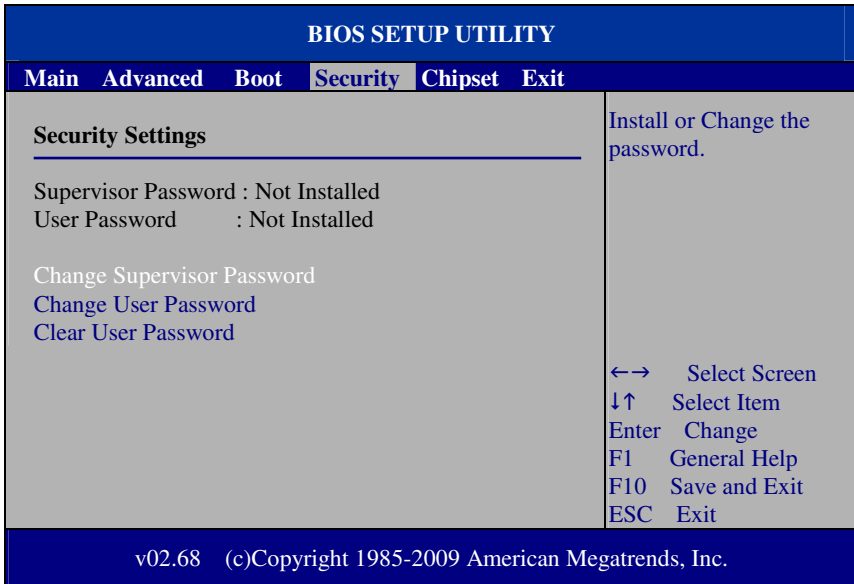 BIOS SETUP UTILITY
Main Advanced Boot Security Chipset Exit
Security Settings
Supervisor Password : Not Installed
User Password : Not Installed
Change Supervisor Password
Change User Password
Clear User Password
Install or Change the
password.
←→ Select Screen
↓↑ Select Item
Enter Change
F1 General Help
F10 Save and Exit
ESC Exit
v02.68 (c)Copyright 1985-2009 American Megatrends, Inc.